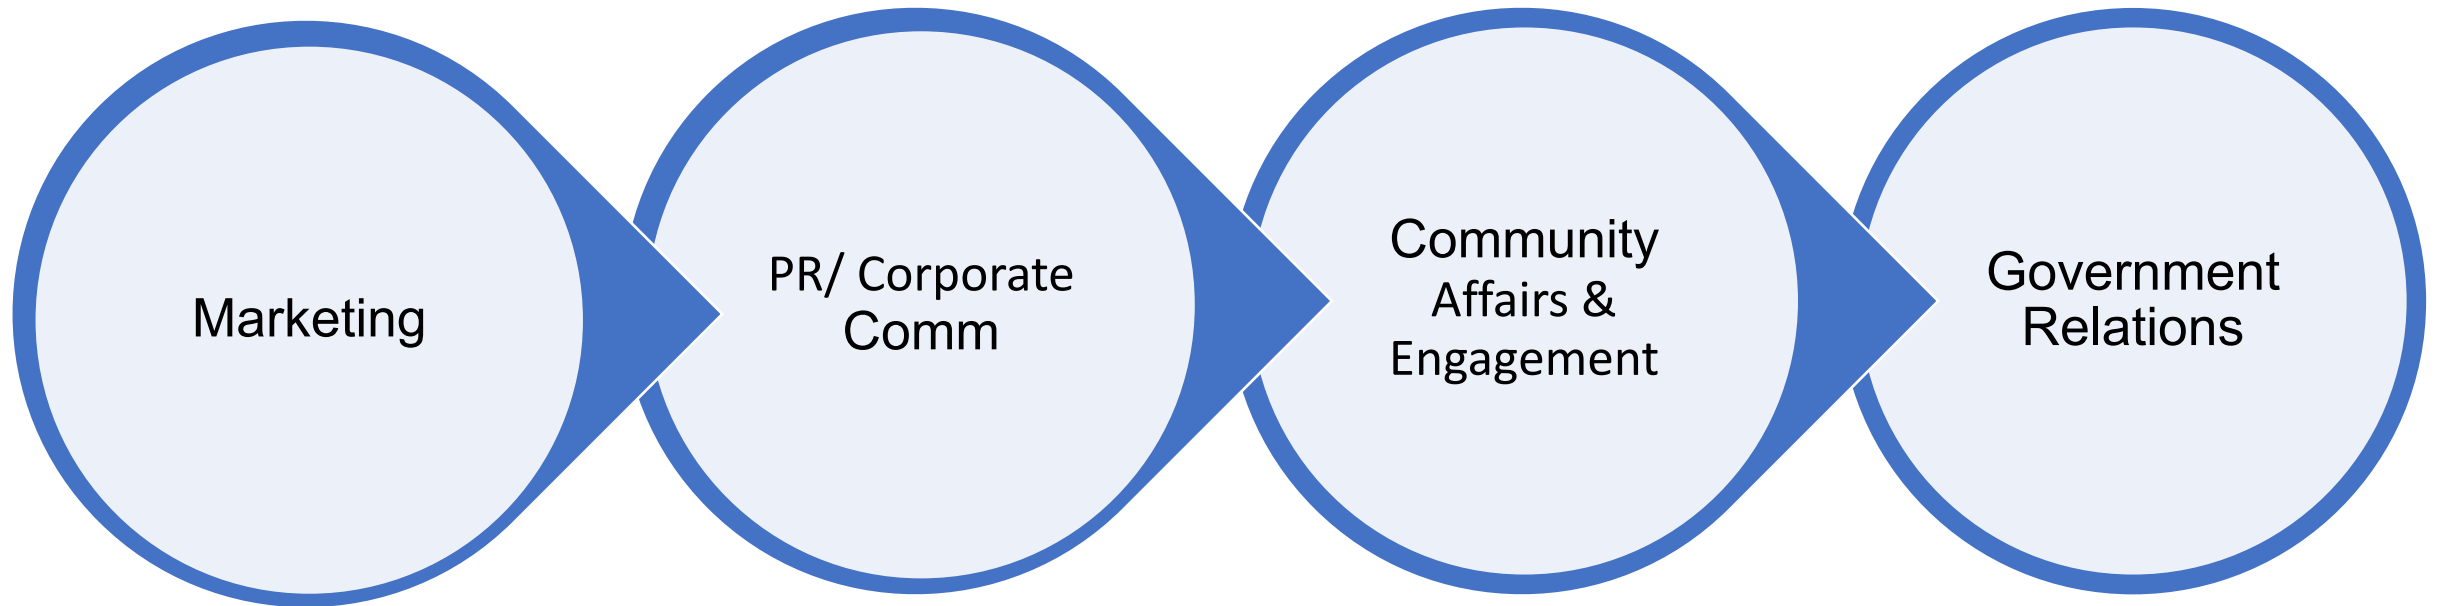 Marketing
PR/ Corporate
Comm
Community
Affairs &
Engagement
Government
Relations